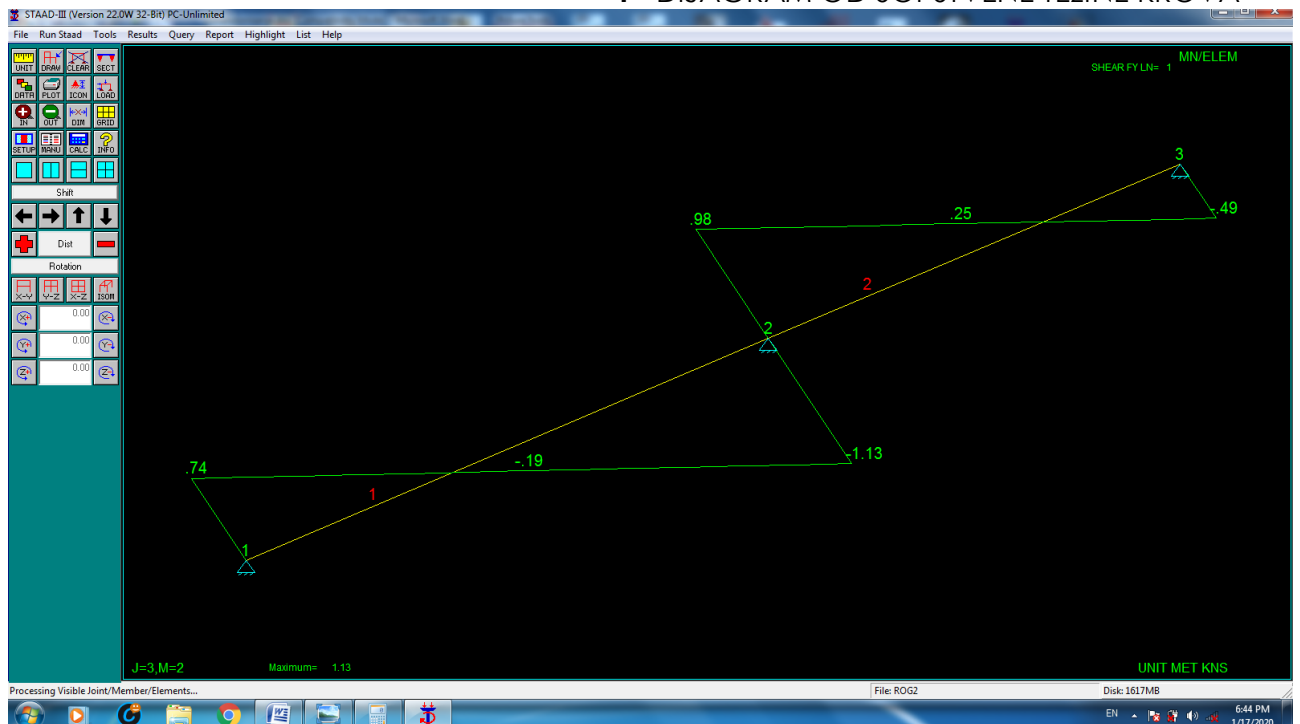 STAAD-III (Version 22.0W 32-Bit) PC-Unlimited
File Run Staad Tools Results Query Report Highlight List Help
UNIT DRAW CLEAR SECT
DATA PLOT ICON LOAD
IN OUT DIM GRID
SETUP MANU CALC INFO
Shift
Dist
Rotation
X-Y Y-Z X-Z ISOM
X+ 0.00 X-
Y+ 0.00 Y-
Z+ 0.00 Z-
MN/ELEM
SHEAR FY LN= 1
3
.98
.25
-.49
2
2
.74
-.19
-1.13
1
1
J=3,M=2
Maximum= 1.13
UNIT MET KNS
Processing Visible Joint/Member/Elements...
File: ROG2
Disk: 1617MB
EN
6:44 PM
1/17/2020